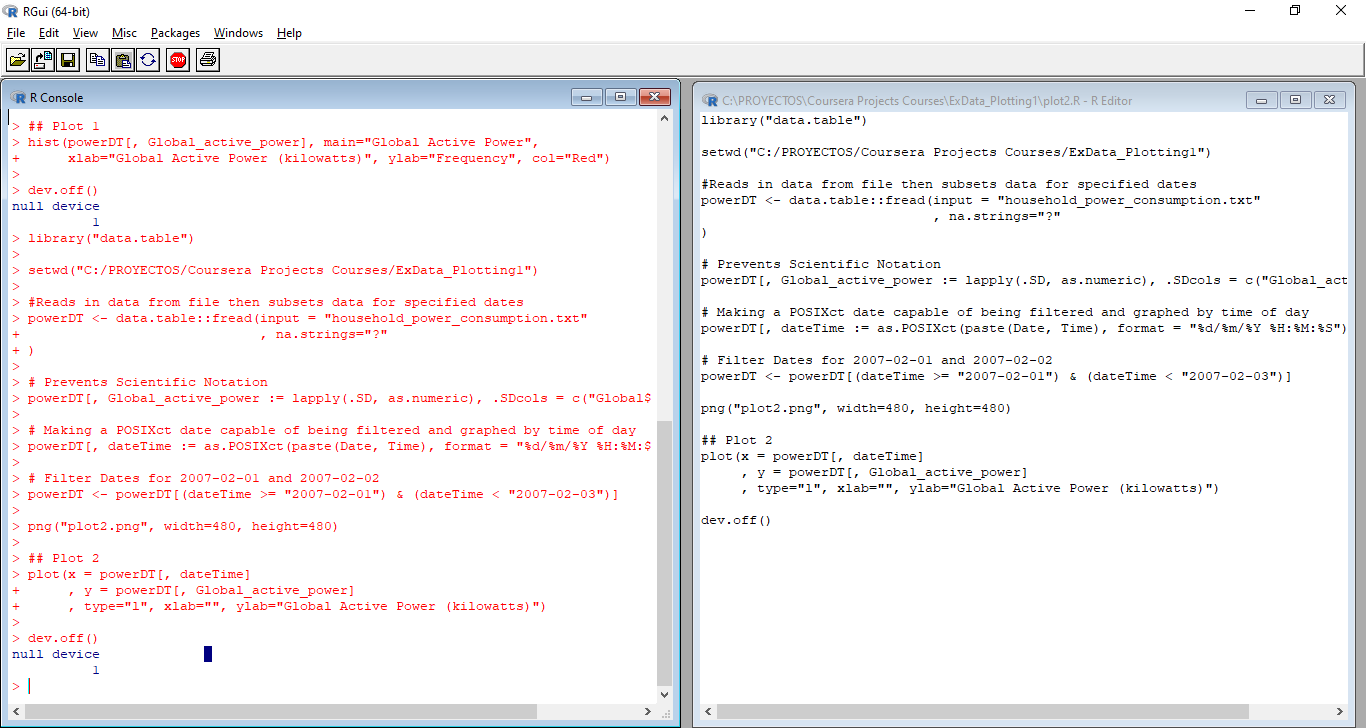 RGui (64-bit)
File Edit View Misc Packages Windows Help
STOP
R Console
> ## Plot 1
> hist(powerDT[, Global_active_power], main="Global Active Power",
+      xlab="Global Active Power (kilowatts)", ylab="Frequency", col="Red")
>
> dev.off()
null device
          1
> library("data.table")
>
> setwd("C:/PROYECTOS/Coursera Projects Courses/ExData_Plotting1")
>
> #Reads in data from file then subsets data for specified dates
> powerDT <- data.table::fread(input = "household_power_consumption.txt"
+                              , na.strings="?"
+ )
>
> # Prevents Scientific Notation
> powerDT[, Global_active_power := lapply(.SD, as.numeric), .SDcols = c("Global$
>
> # Making a POSIXct date capable of being filtered and graphed by time of day
> powerDT[, dateTime := as.POSIXct(paste(Date, Time), format = "%d/%m/%Y %H:%M:$
>
> # Filter Dates for 2007-02-01 and 2007-02-02
> powerDT <- powerDT[(dateTime >= "2007-02-01") & (dateTime < "2007-02-03")]
>
> png("plot2.png", width=480, height=480)
>
> ## Plot 2
> plot(x = powerDT[, dateTime]
+      , y = powerDT[, Global_active_power]
+      , type="l", xlab="", ylab="Global Active Power (kilowatts)")
>
> dev.off()
null device
          1
>
C:\PROYECTOS\Coursera Projects Courses\ExData_Plotting1\plot2.R - R Editor
library("data.table")
setwd("C:/PROYECTOS/Coursera Projects Courses/ExData_Plotting1")
#Reads in data from file then subsets data for specified dates
powerDT <- data.table::fread(input = "household_power_consumption.txt"
                             , na.strings="?"
)
# Prevents Scientific Notation
powerDT[, Global_active_power := lapply(.SD, as.numeric), .SDcols = c("Global_act
# Making a POSIXct date capable of being filtered and graphed by time of day
powerDT[, dateTime := as.POSIXct(paste(Date, Time), format = "%d/%m/%Y %H:%M:%S")
# Filter Dates for 2007-02-01 and 2007-02-02
powerDT <- powerDT[(dateTime >= "2007-02-01") & (dateTime < "2007-02-03")]
png("plot2.png", width=480, height=480)
## Plot 2
plot(x = powerDT[, dateTime]
     , y = powerDT[, Global_active_power]
     , type="l", xlab="", ylab="Global Active Power (kilowatts)")
dev.off()